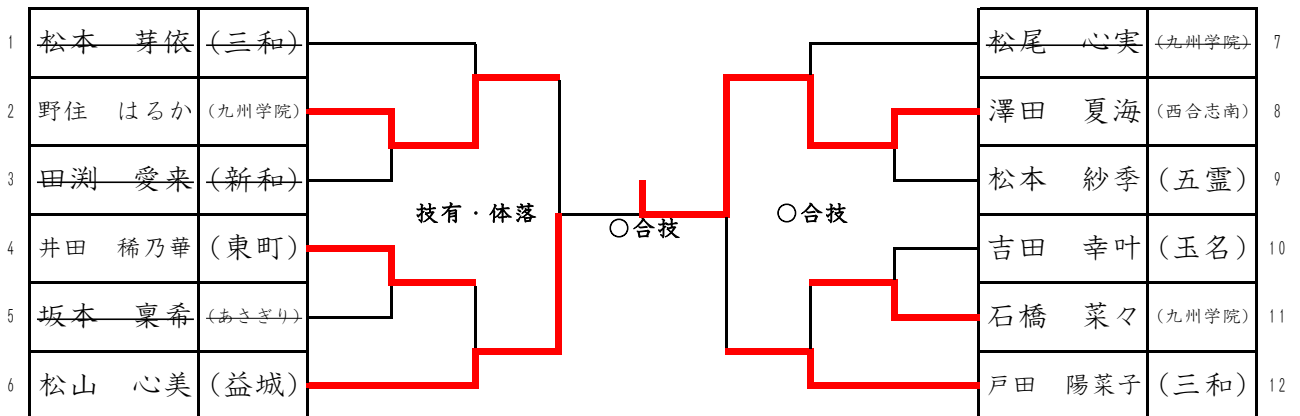 1 松本　芽依 (三和)
2 野住　はるか (九州学院)
3 田渕　愛来 (新和)
4 井田　稀乃華 (東町)
5 坂本　稟希 (あさぎり)
6 松山　心美 (益城)
技有・体落
○合技
○合技
松尾　心実 (九州学院) 7
澤田　夏海 (西合志南) 8
松本　紗季 (五霊) 9
吉田　幸叶 (玉名) 10
石橋　菜々 (九州学院) 11
戸田　陽菜子 (三和) 12